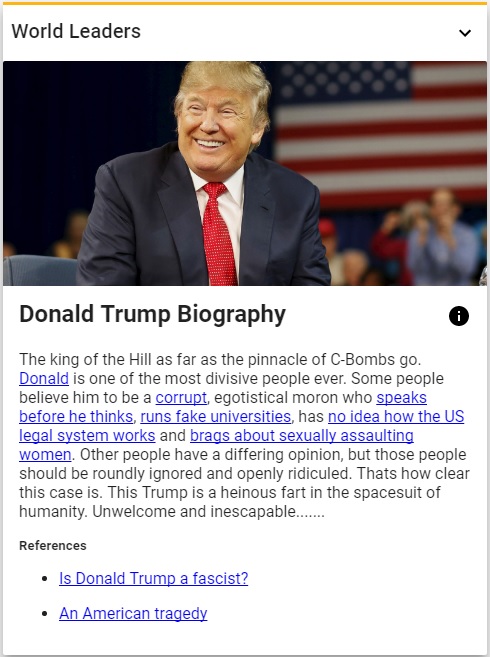 World Leaders
Donald Trump Biography
The king of the Hill as far as the pinnacle of C-Bombs go.
Donald is one of the most divisive people ever. Some people
believe him to be a corrupt, egotistical moron who speaks
before he thinks, runs fake universities, has no idea how the US
legal system works and brags about sexually assaulting
women. Other people have a differing opinion, but those people
should be roundly ignored and openly ridiculed. Thats how clear
this case is. This Trump is a heinous fart in the spacesuit of
humanity. Unwelcome and inescapable.......
References
Is Donald Trump a fascist?
An American tragedy